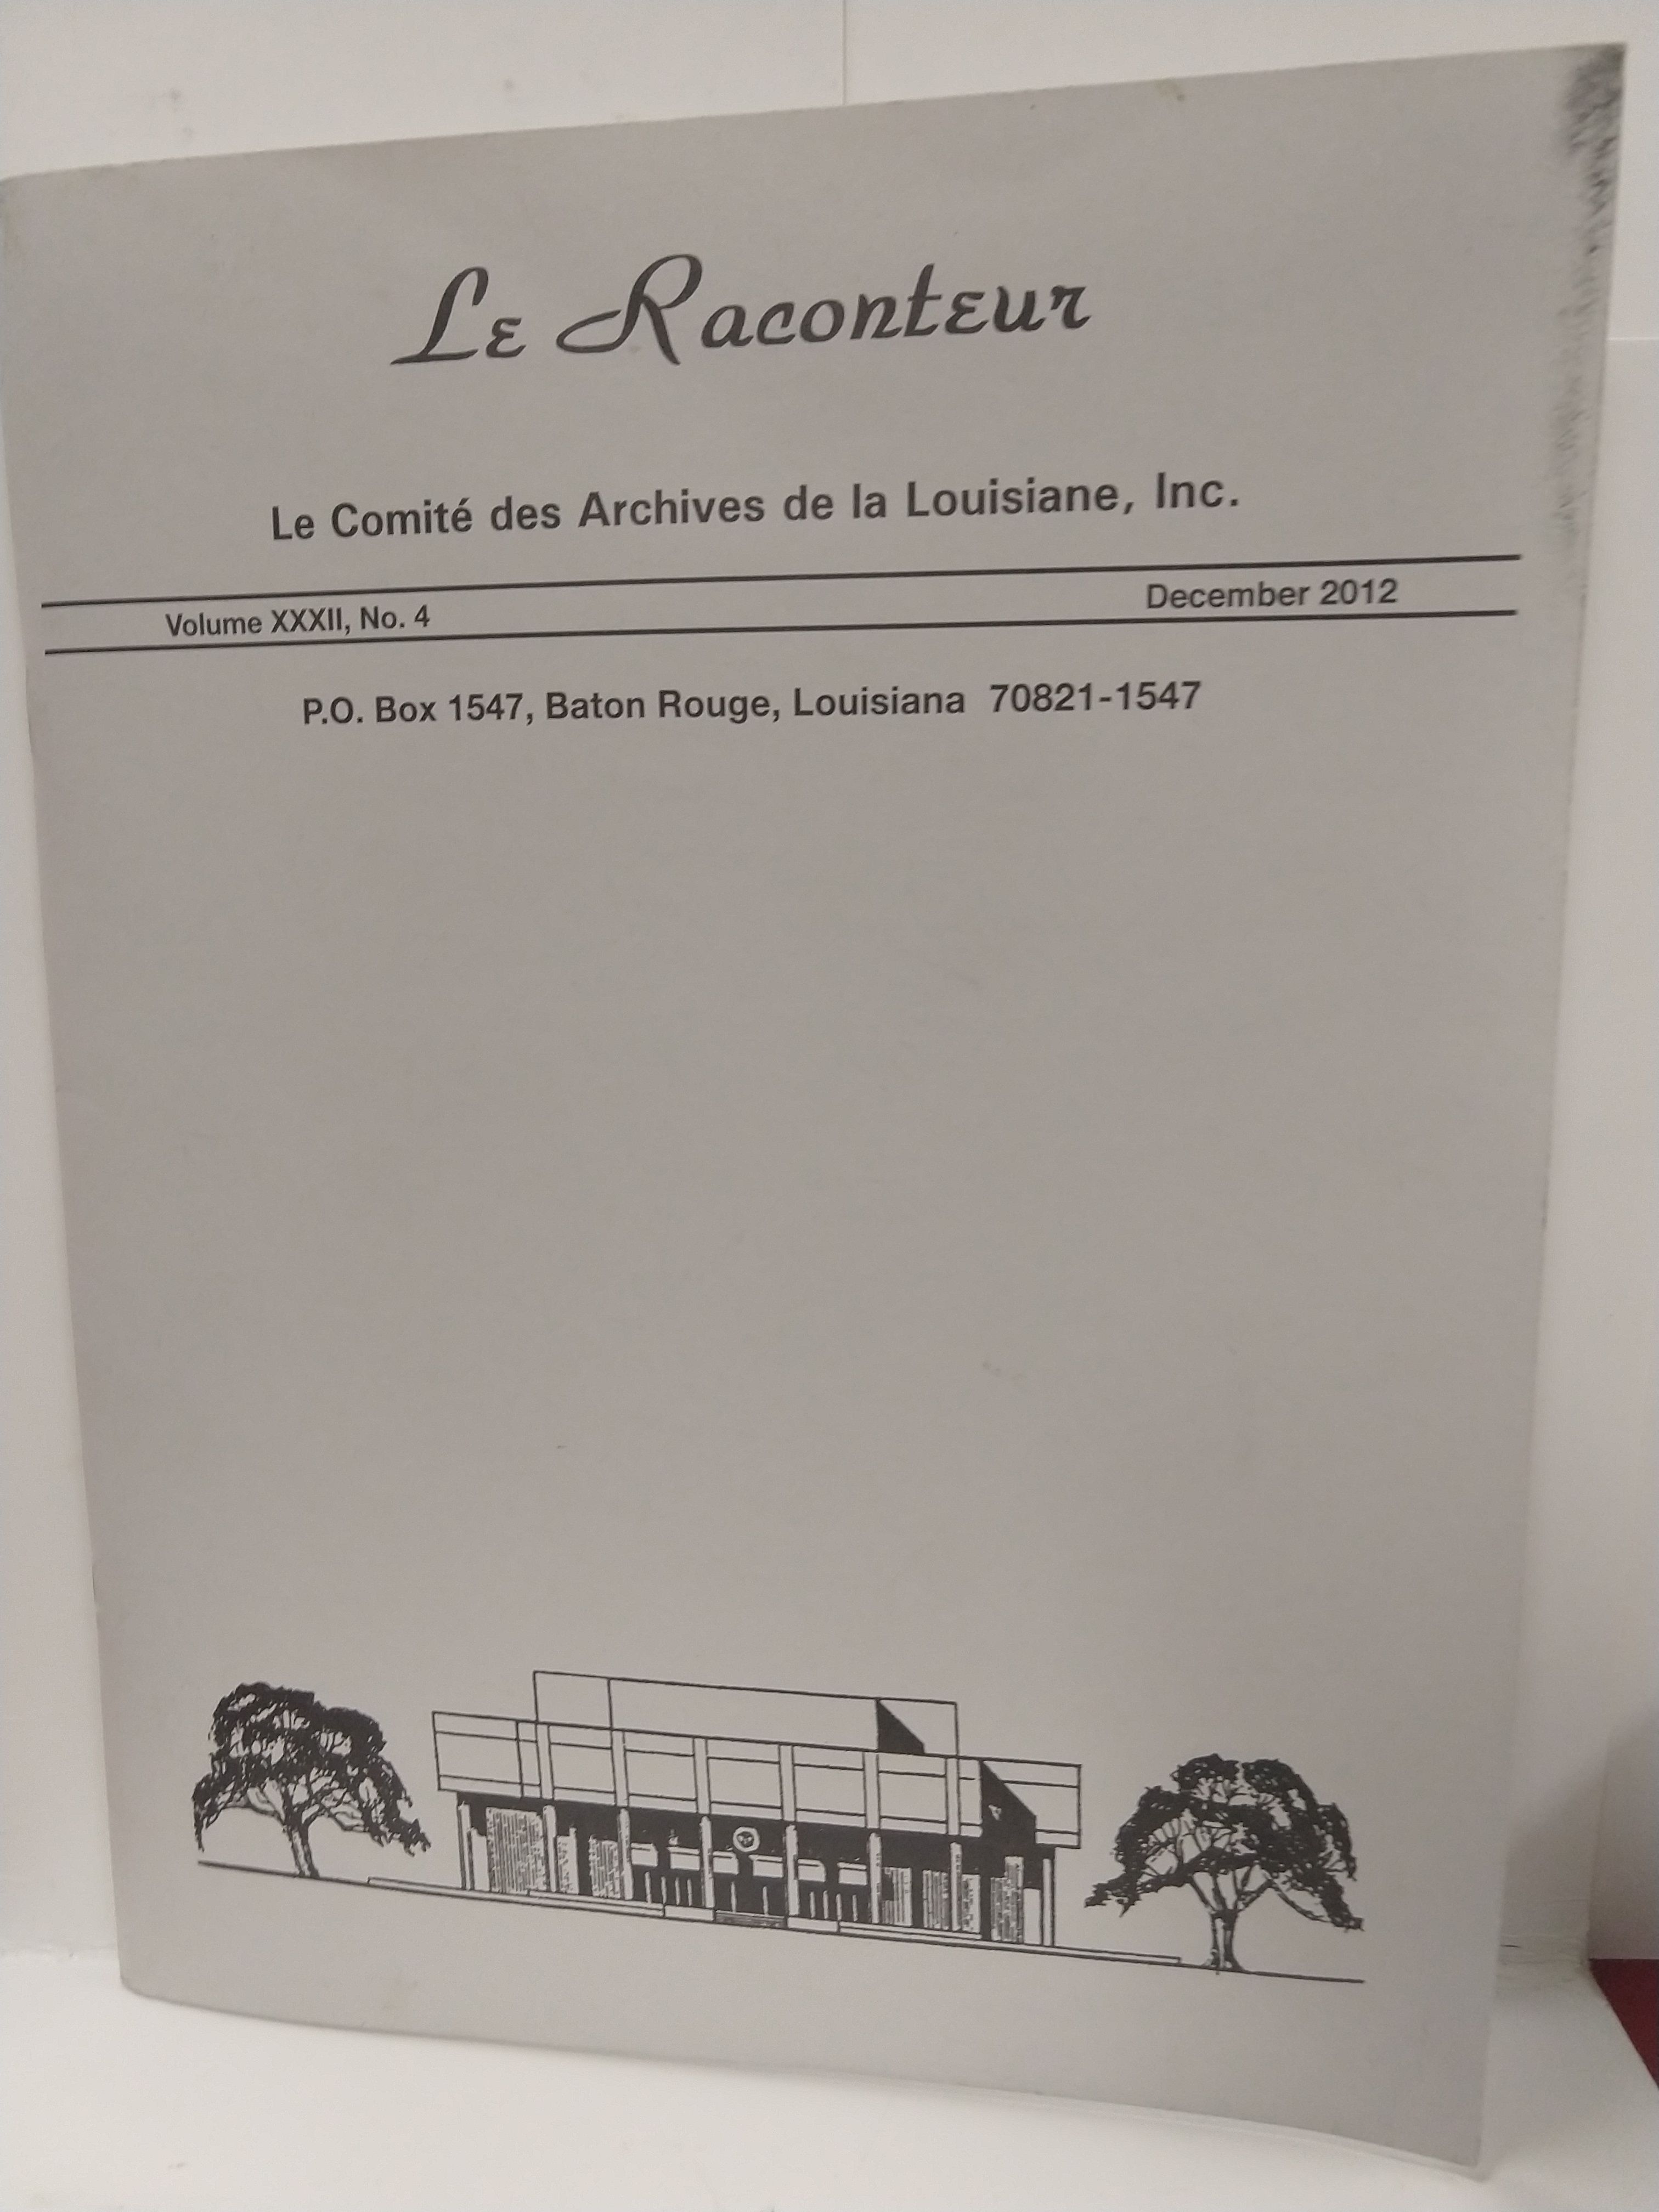 Le Raconteur
Le Comité des Archives de la Louisiane, Inc.
Volume XXXII, No. 4 December 2012
P.O. Box 1547, Baton Rouge, Louisiana 70821-1547